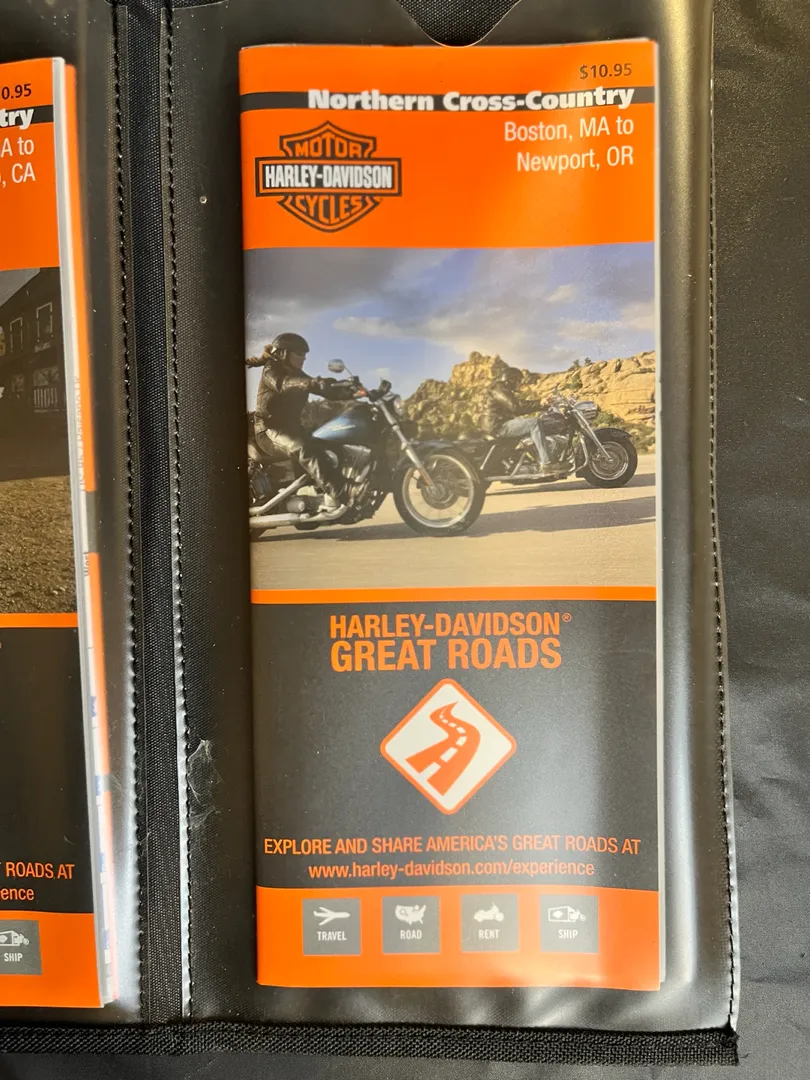 0.95
try
A to
, CA
ROADS AT
ence
SHIP
$10.95
Northern Cross-Country
Boston, MA to
Newport, OR
MOTOR
HARLEY-DAVIDSON
CYCLES
HARLEY-DAVIDSON®
GREAT ROADS
EXPLORE AND SHARE AMERICA'S GREAT ROADS AT
www.harley-davidson.com/experience
TRAVEL
ROAD
RENT
SHIP